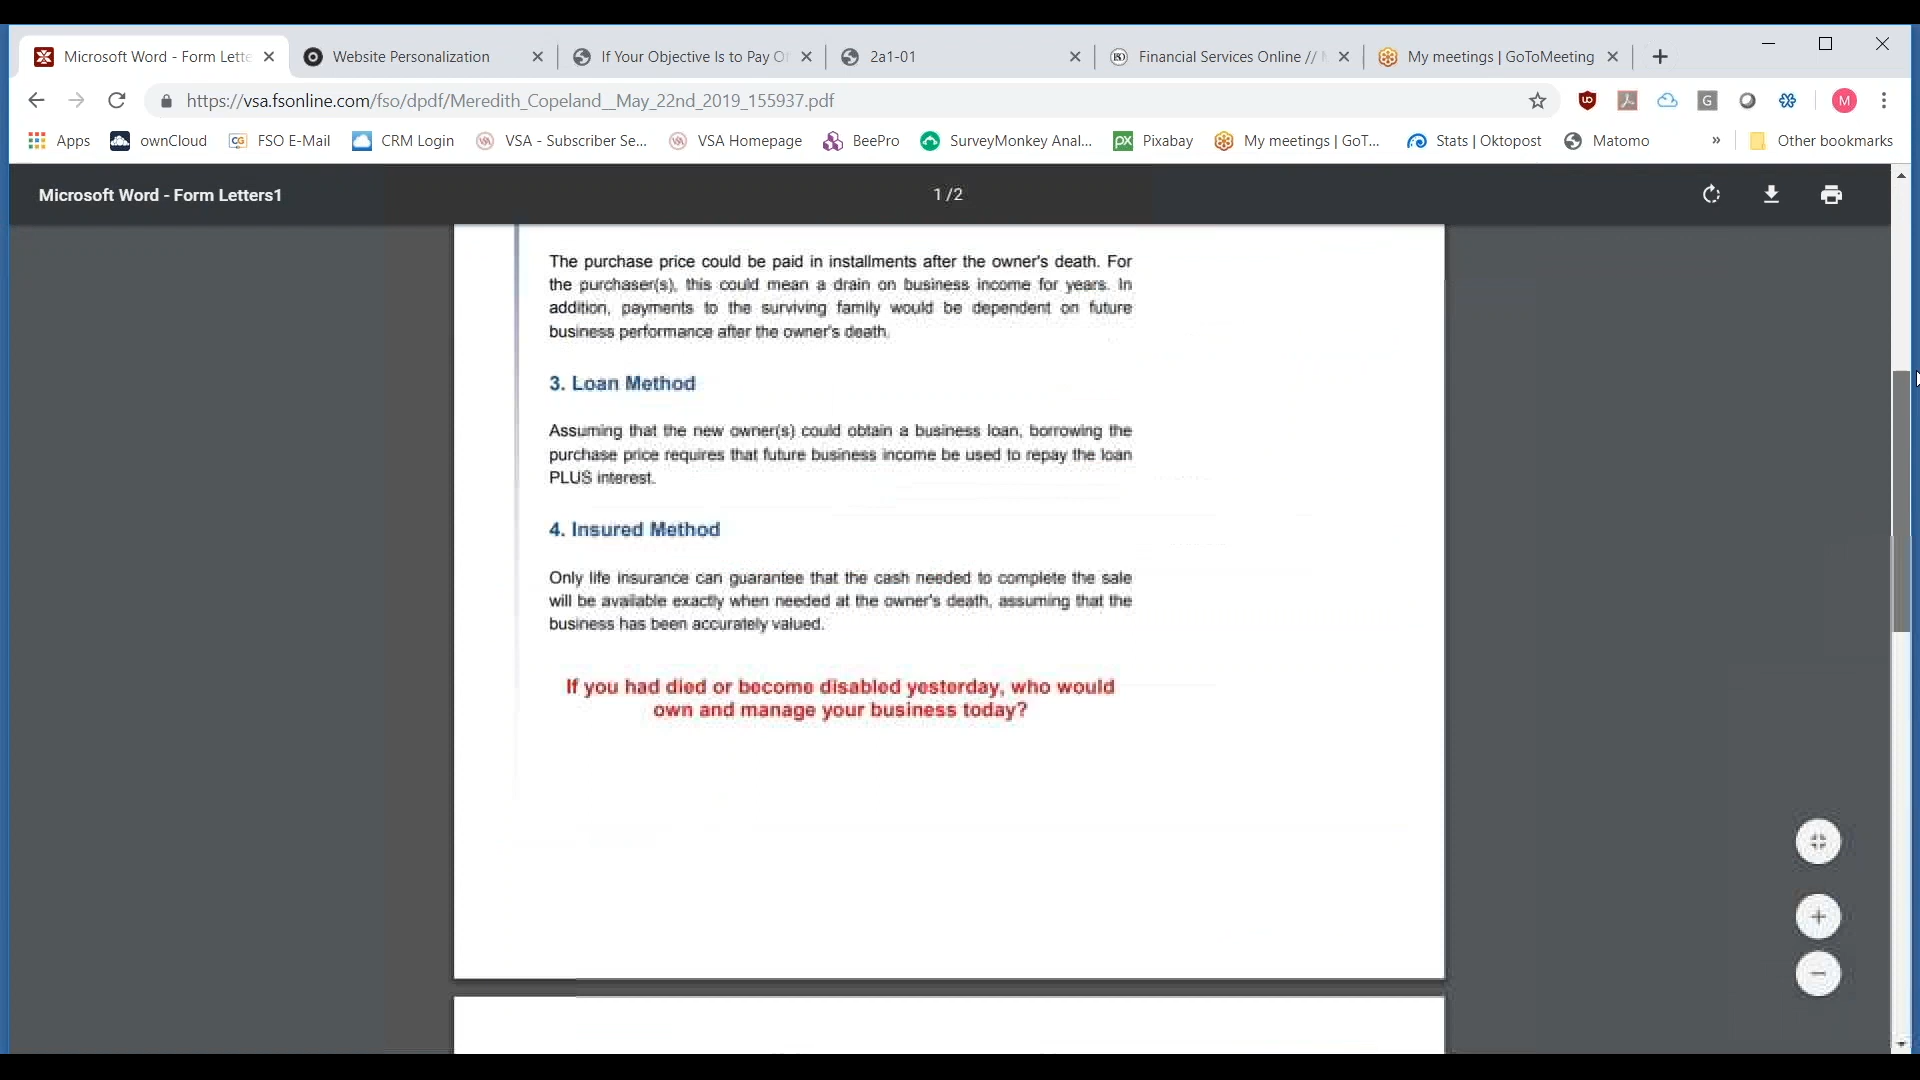 Microsoft Word - Form Lette
Website Personalization
If Your Objective Is to Pay O
2a1-01
Financial Services Online //
My meetings | GoToMeeting
https://vsa.fsonline.com/fso/dpdf/Meredith_Copeland__May_22nd_2019_155937.pdf
G
M
Apps
ownCloud
CG
FSO E-Mail
CRM Login
VSA - Subscriber Se...
VSA Homepage
BeePro
SurveyMonkey Anal...
px
Pixabay
My meetings | GoT...
Stats | Oktopost
Matomo
»
Other bookmarks
Microsoft Word - Form Letters1
1 / 2
The purchase price could be paid in installments after the owner's death. For
the purchaser(s), this could mean a drain on business income for years. In
addition, payments to the surviving family would be dependent on future
business performance after the owner's death.
3. Loan Method
Assuming that the new owner(s) could obtain a business loan, borrowing the
purchase price requires that future business income be used to repay the loan
PLUS interest.
4. Insured Method
Only life insurance can guarantee that the cash needed to complete the sale
will be available exactly when needed at the owner's death, assuming that the
business has been accurately valued.
If you had died or become disabled yesterday, who would
own and manage your business today?